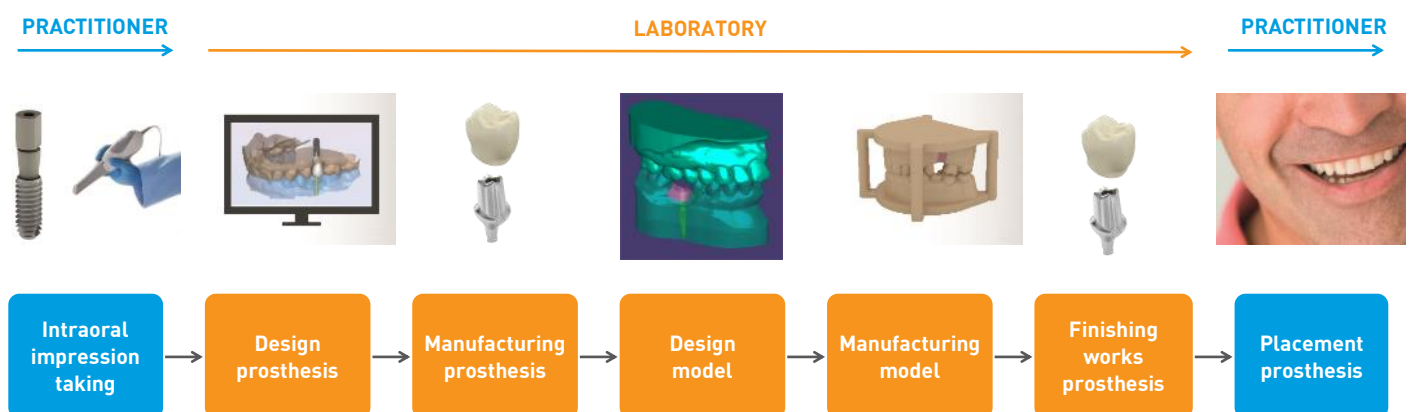 PRACTITIONER
LABORATORY
PRACTITIONER
Intraoral
impression
taking
Design
prosthesis
Manufacturing
prosthesis
Design
model
Manufacturing
model
Finishing
works
prosthesis
Placement
prosthesis